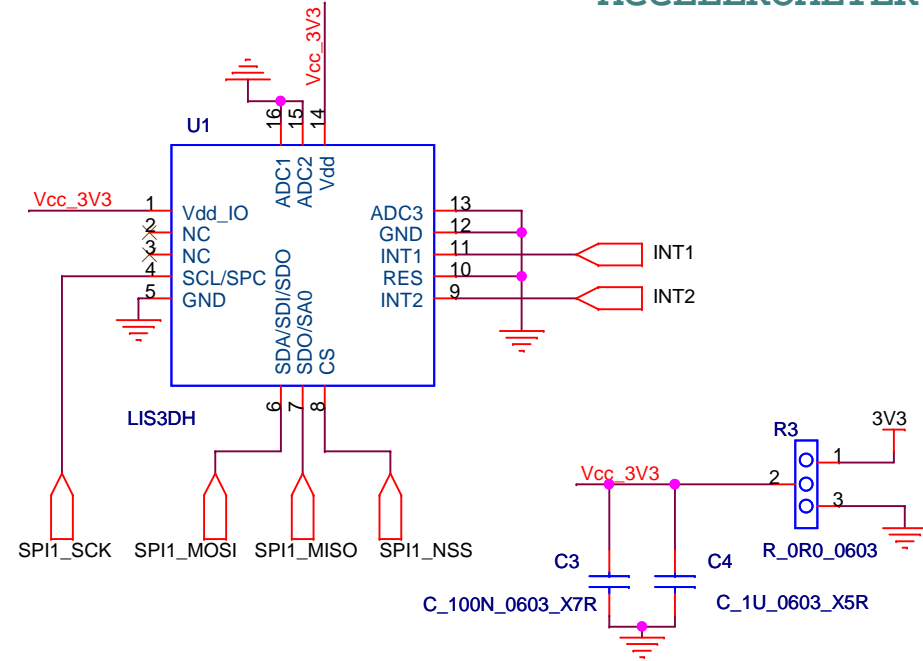 Vcc_3V3
16
15
14
U1
ADC1
ADC2
Vdd
Vcc_3V3
1
Vdd_IO
2
NC
3
NC
4
SCL/SPC
5
GND
ADC3
13
GND
12
INT1
11
INT1
RES
10
INT2
9
INT2
SDA/SDI/SDO
SDO/SA0
CS
6
7
8
LIS3DH
SPI1_SCK
SPI1_MOSI
SPI1_MISO
SPI1_NSS
R3
3V3
1
Vcc_3V3
2
3
R_0R0_0603
C3
C4
C_100N_0603_X7R
C_1U_0603_X5R